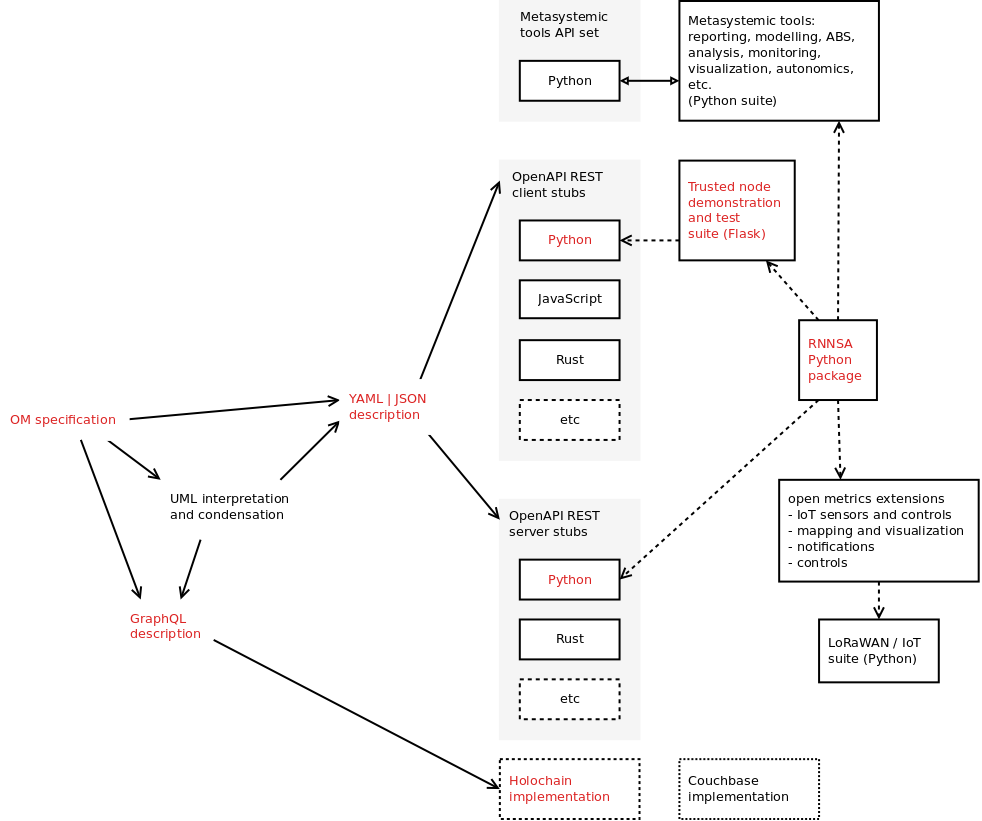 Metasystemic
tools API set
Python
Metasystemic tools:
reporting, modelling, ABS,
analysis, monitoring,
visualization, autonomics,
etc.
(Python suite)
OpenAPI REST
client stubs
Python
JavaScript
Rust
etc
Trusted node
demonstration
and test
suite (Flask)
RNNSA
Python
package
OM specification
YAML | JSON
description
UML interpretation
and condensation
GraphQL
description
OpenAPI REST
server stubs
Python
Rust
etc
open metrics extensions
- IoT sensors and controls
- mapping and visualization
- notifications
- controls
LoRaWAN / IoT
suite (Python)
Holochain
implementation
Couchbase
implementation